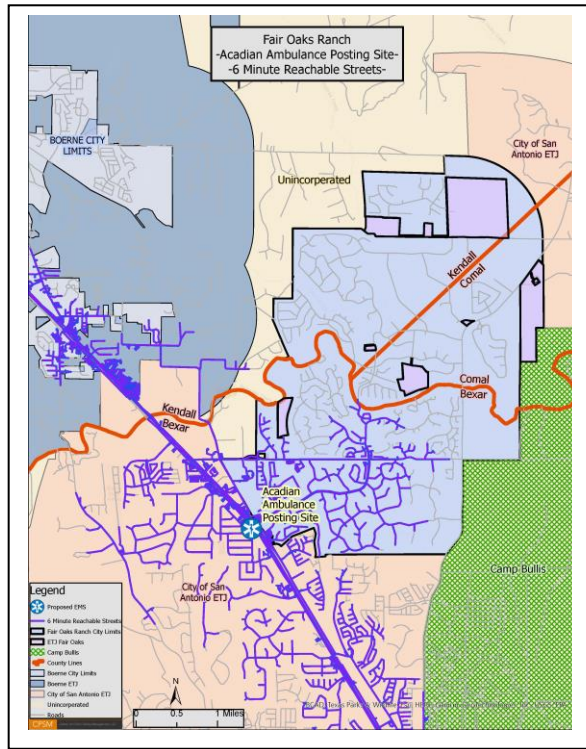 Fair Oaks Ranch
-Acadian Ambulance Posting Site-
-6 Minute Reachable Streets-
BOERNE CITY
LIMITS
City of San
Antonio ETJ
Unincorporated
Kendall
Comal
Comal
Bexar
Kendall
Bexar
Acadian
Ambulance
Posting Site
City of San
Antonio ETJ
Camp Bullis
Legend
Proposed EMS
6 Minute Reachable Streets
Fair Oaks Ranch City Limits
ETJ Fair Oaks
Camp Bullis
County Lines
Boerne City Limits
Boerne ETJ
City of San Antonio ETJ
Unincorporated
Roads
CPSM
N
0 0.5 1 Miles